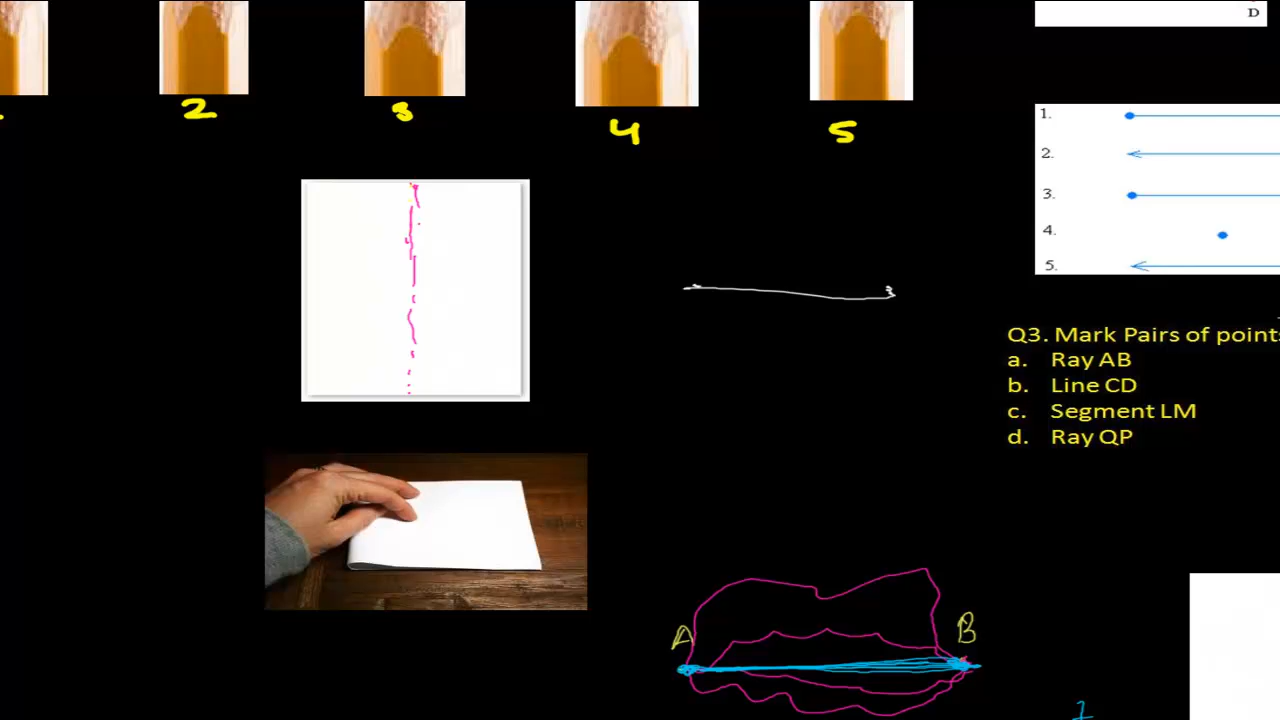 D
2
3
4
5
1.
2.
3.
4.
5.
Q3. Mark Pairs of point
a. Ray AB
b. Line CD
c. Segment LM
d. Ray QP
A
B